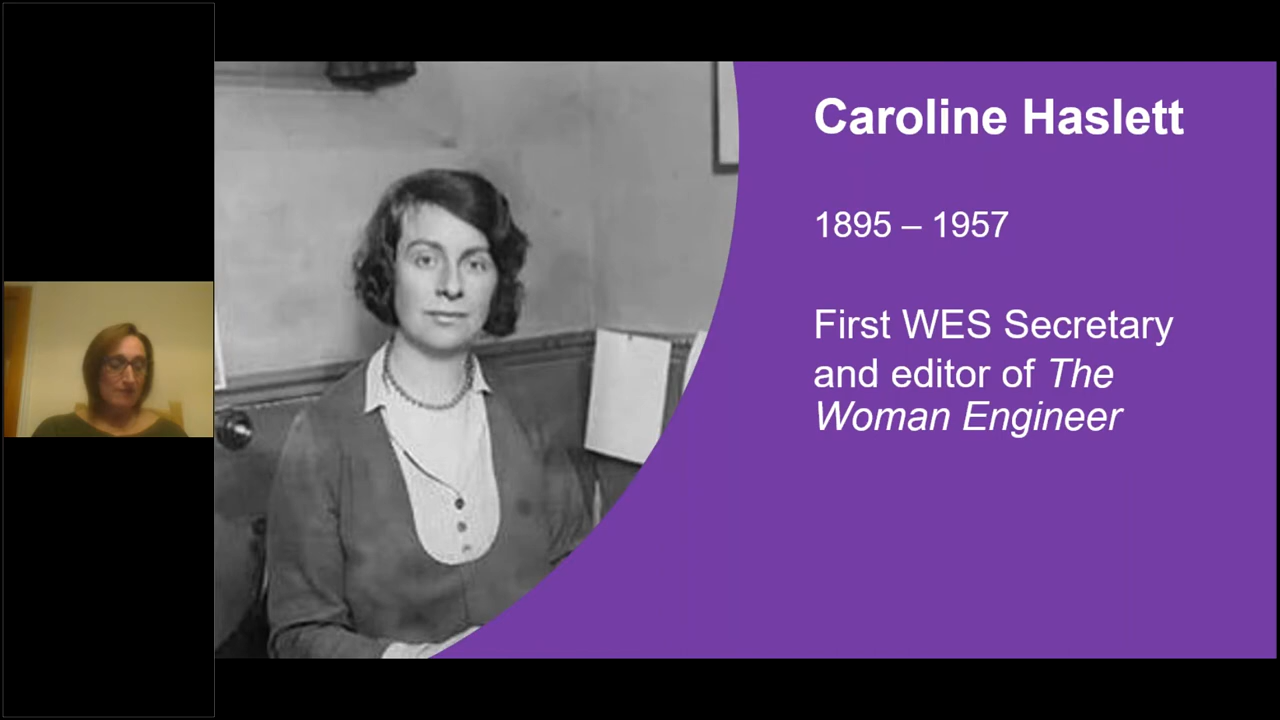 Caroline Haslett
1895 – 1957
First WES Secretary
and editor of The
Woman Engineer